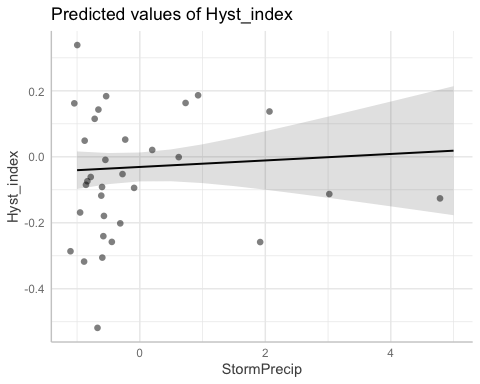 Predicted values of Hyst_index
0.2
0.0
-0.2
-0.4
Hyst_index
0
2
4
StormPrecip